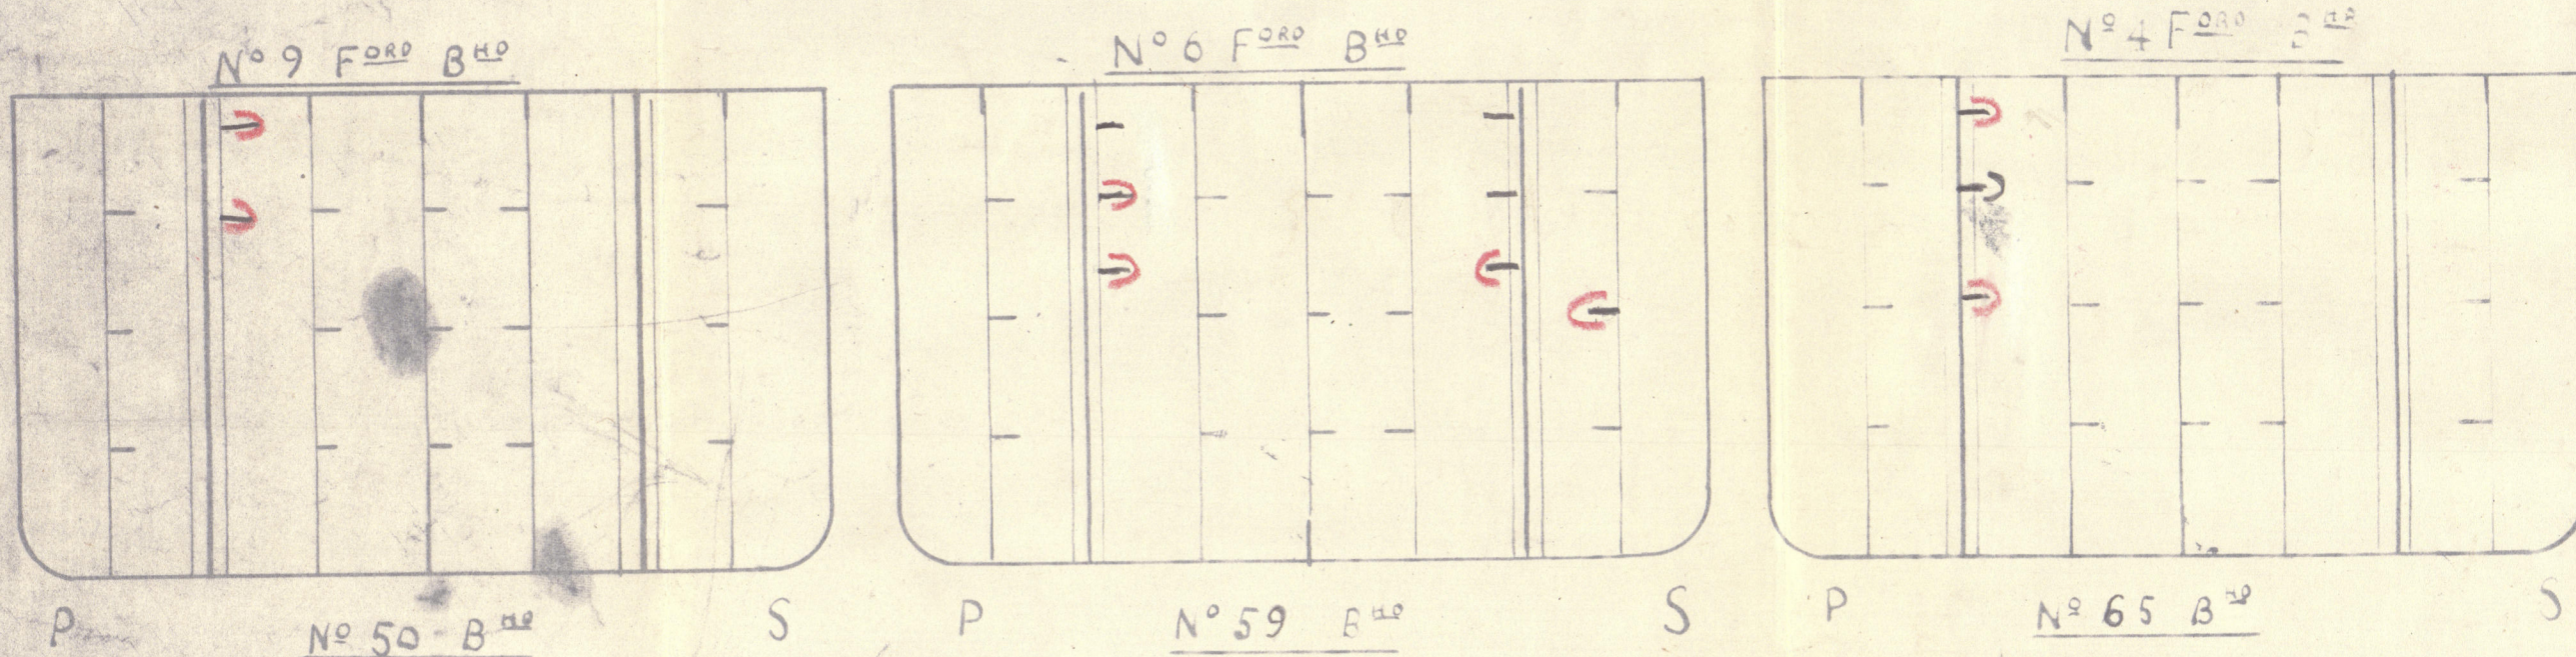 Nº 9 Fᴼᴿᴰ Bᴴᴰ
Nº 6 Fᴼᴿᴰ Bᴴᴰ
Nº 4 Fᴼᴿᴰ Bᴴᴰ
P
S
P
S
P
S
Nº 50 Bᴴᴰ
Nº 59 Bᴴᴰ
Nº 65 Bᴴᴰ